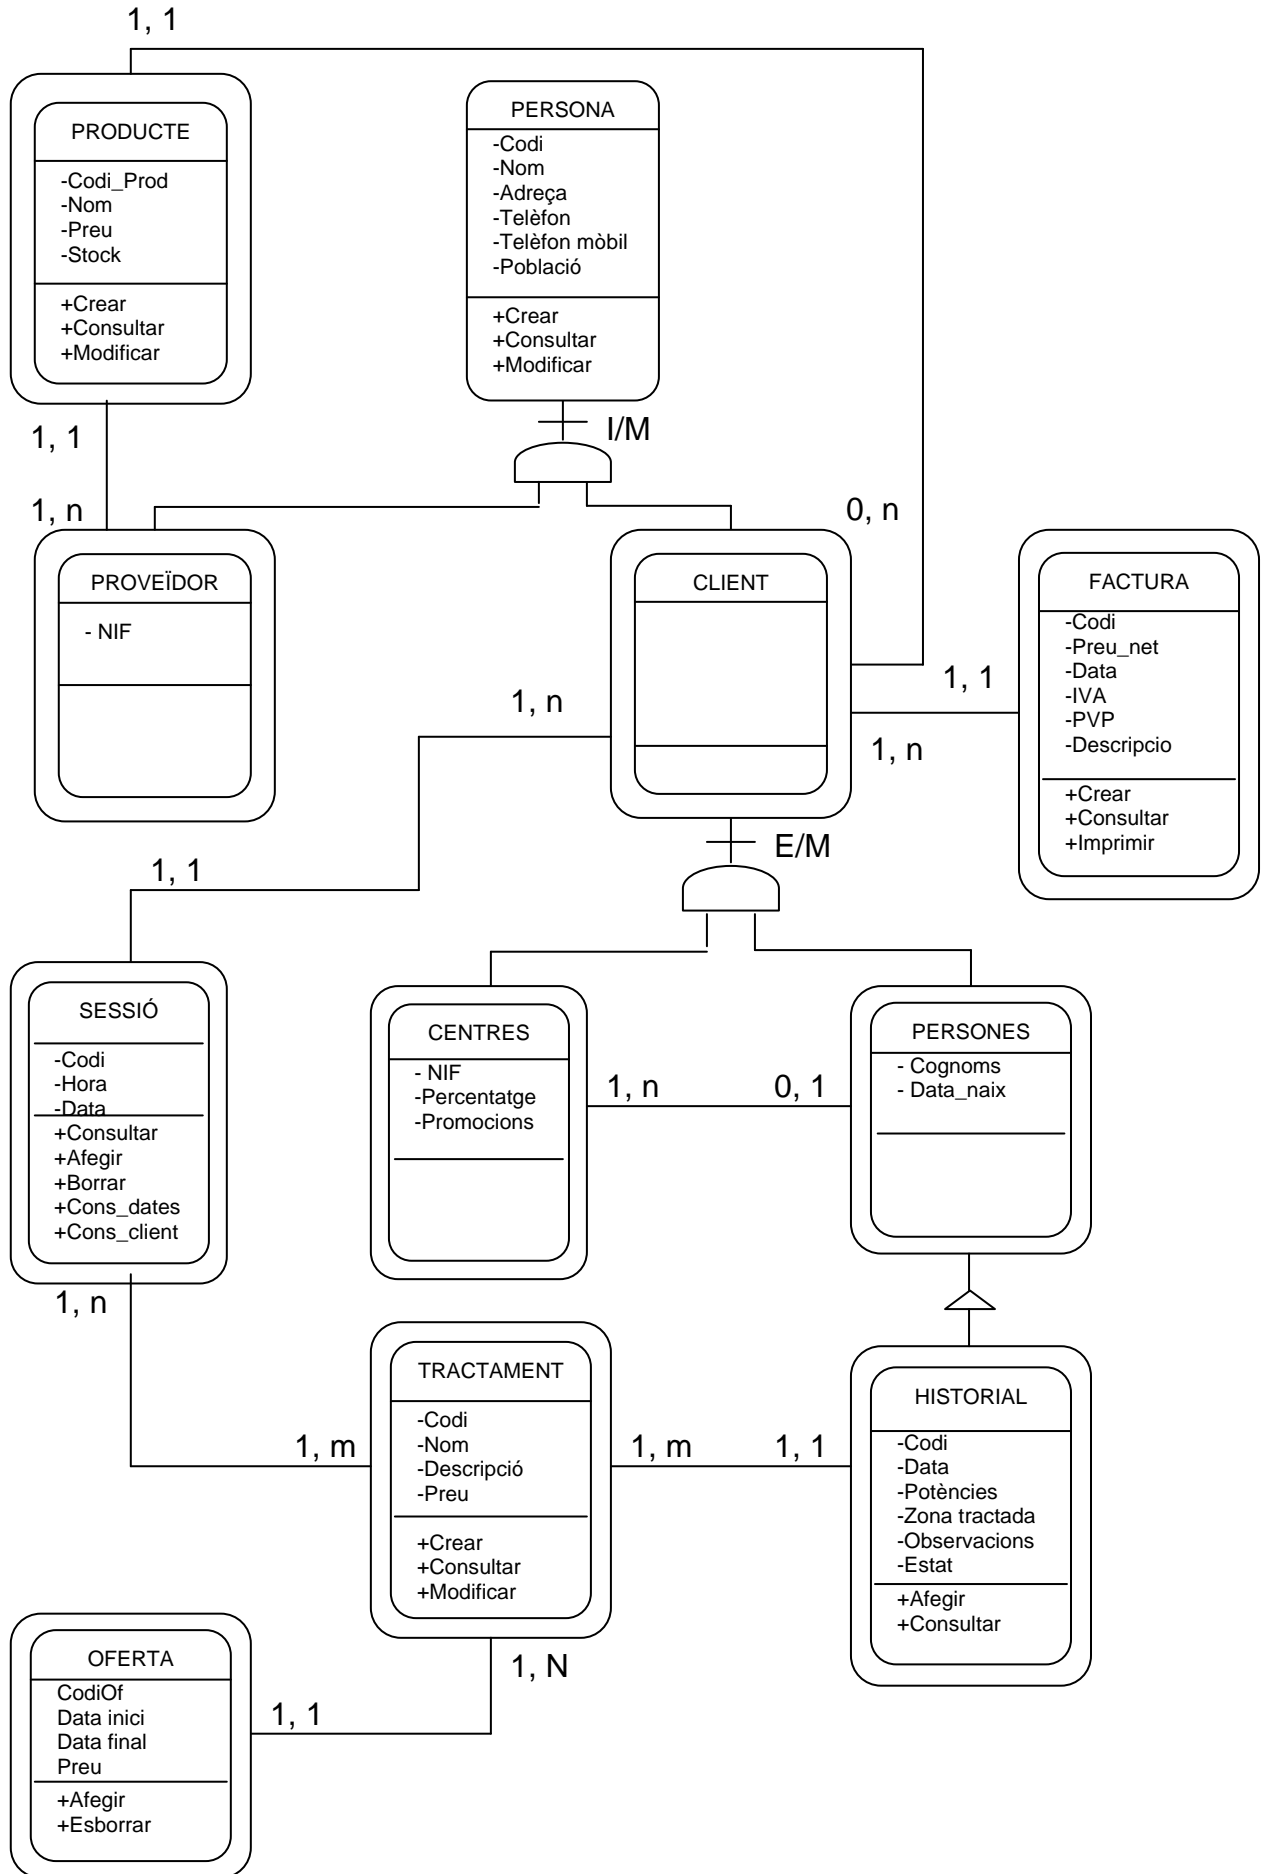 1, 1
PRODUCTE
-Codi_Prod
-Nom
-Preu
-Stock
+Crear
+Consultar
+Modificar
PERSONA
-Codi
-Nom
-Adreça
-Telèfon
-Telèfon mòbil
-Població
+Crear
+Consultar
+Modificar
1, 1
I/M
1, n
0, n
PROVEÏDOR
- NIF
CLIENT
FACTURA
-Codi
-Preu_net
-Data
-IVA
-PVP
-Descripcio
+Crear
+Consultar
+Imprimir
1, n
1, 1
1, n
1, 1
E/M
SESSIÓ
-Codi
-Hora
-Data
+Consultar
+Afegir
+Borrar
+Cons_dates
+Cons_client
CENTRES
- NIF
-Percentatge
-Promocions
1, n
0, 1
PERSONES
- Cognoms
- Data_naix
1, n
TRACTAMENT
-Codi
-Nom
-Descripció
-Preu
+Crear
+Consultar
+Modificar
1, m
1, m
1, 1
HISTORIAL
-Codi
-Data
-Potències
-Zona tractada
-Observacions
-Estat
+Afegir
+Consultar
OFERTA
CodiOf
Data inici
Data final
Preu
+Afegir
+Esborrar
1, 1
1, N